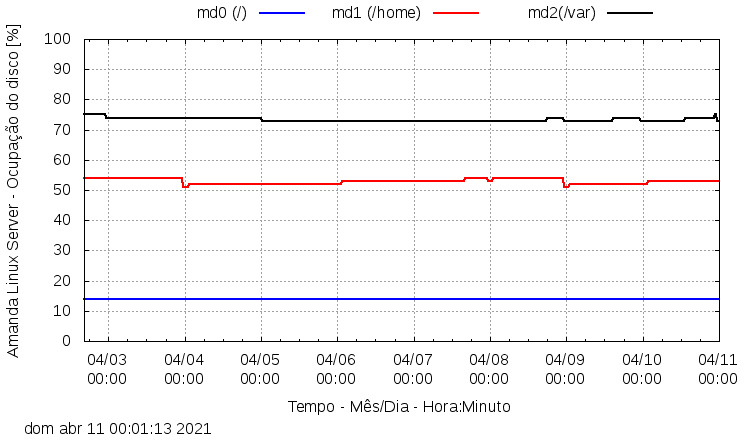 md0 (/) md1 (/home) md2(/var)
Amanda Linux Server - Ocupação do disco [%]
100
90
80
70
60
50
40
30
20
10
0
04/03 04/04 04/05 04/06 04/07 04/08 04/09 04/10 04/11
00:00 00:00 00:00 00:00 00:00 00:00 00:00 00:00 00:00
Tempo - Mês/Dia - Hora:Minuto
dom abr 11 00:01:13 2021